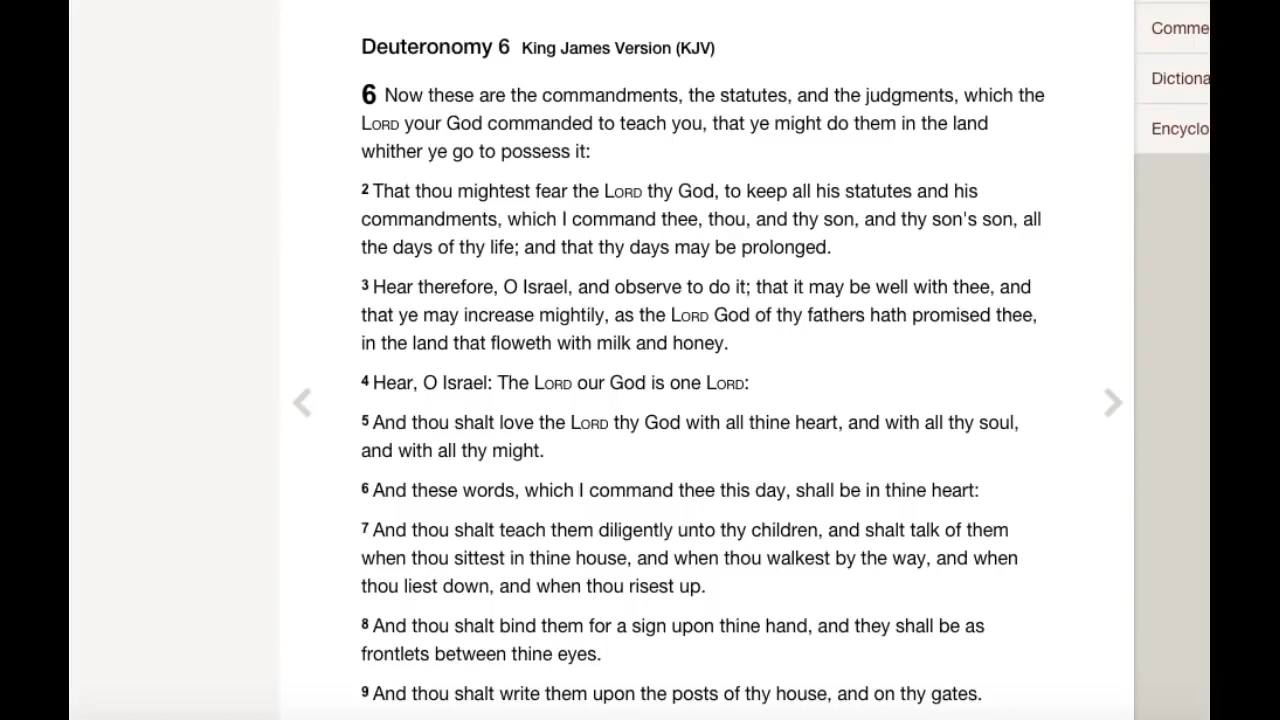 Deuteronomy 6 King James Version (KJV)
6 Now these are the commandments, the statutes, and the judgments, which the
LORD your God commanded to teach you, that ye might do them in the land
whither ye go to possess it:
2 That thou mightest fear the LORD thy God, to keep all his statutes and his
commandments, which I command thee, thou, and thy son, and thy son's son, all
the days of thy life; and that thy days may be prolonged.
3 Hear therefore, O Israel, and observe to do it; that it may be well with thee, and
that ye may increase mightily, as the LORD God of thy fathers hath promised thee,
in the land that floweth with milk and honey.
4 Hear, O Israel: The LORD our God is one LORD:
5 And thou shalt love the LORD thy God with all thine heart, and with all thy soul,
and with all thy might.
6 And these words, which I command thee this day, shall be in thine heart:
7 And thou shalt teach them diligently unto thy children, and shalt talk of them
when thou sittest in thine house, and when thou walkest by the way, and when
thou liest down, and when thou risest up.
8 And thou shalt bind them for a sign upon thine hand, and they shall be as
frontlets between thine eyes.
9 And thou shalt write them upon the posts of thy house, and on thy gates.
Comme
Dictiona
Encyclo